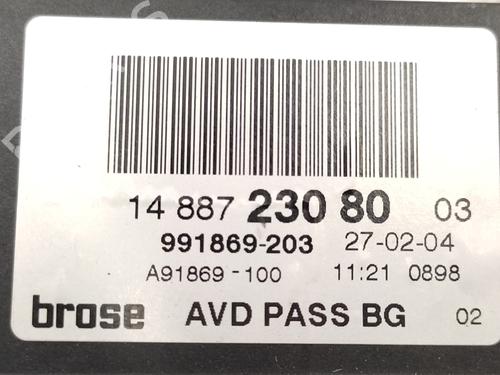 14 887 230 80 03
991869-203 27-02-04
A91869-100 11:21 0898
brose AVD PASS BG 02